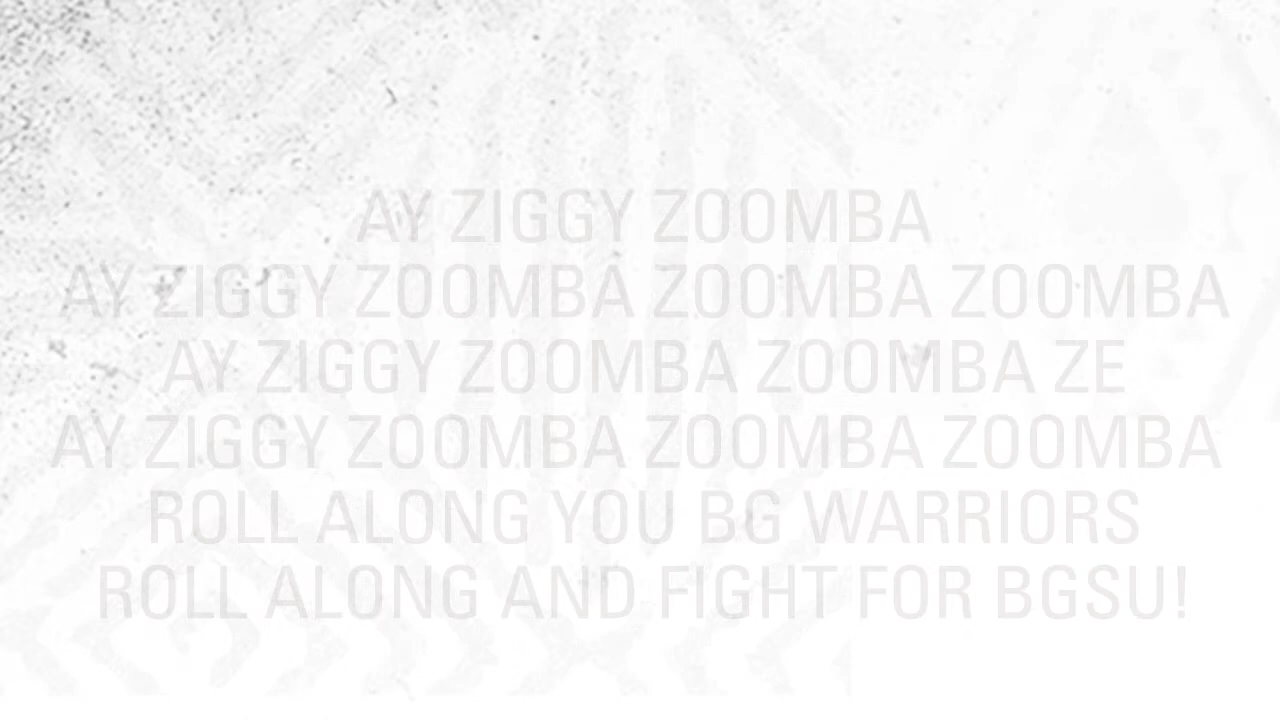 AY ZIGGY ZOOMBA
AY ZIGGY ZOOMBA ZOOMBA ZOOMBA
AY ZIGGY ZOOMBA ZOOMBA ZE
AY ZIGGY ZOOMBA ZOOMBA ZOOMBA
ROLL ALONG YOU BG WARRIORS
ROLL ALONG AND FIGHT FOR BGSU!